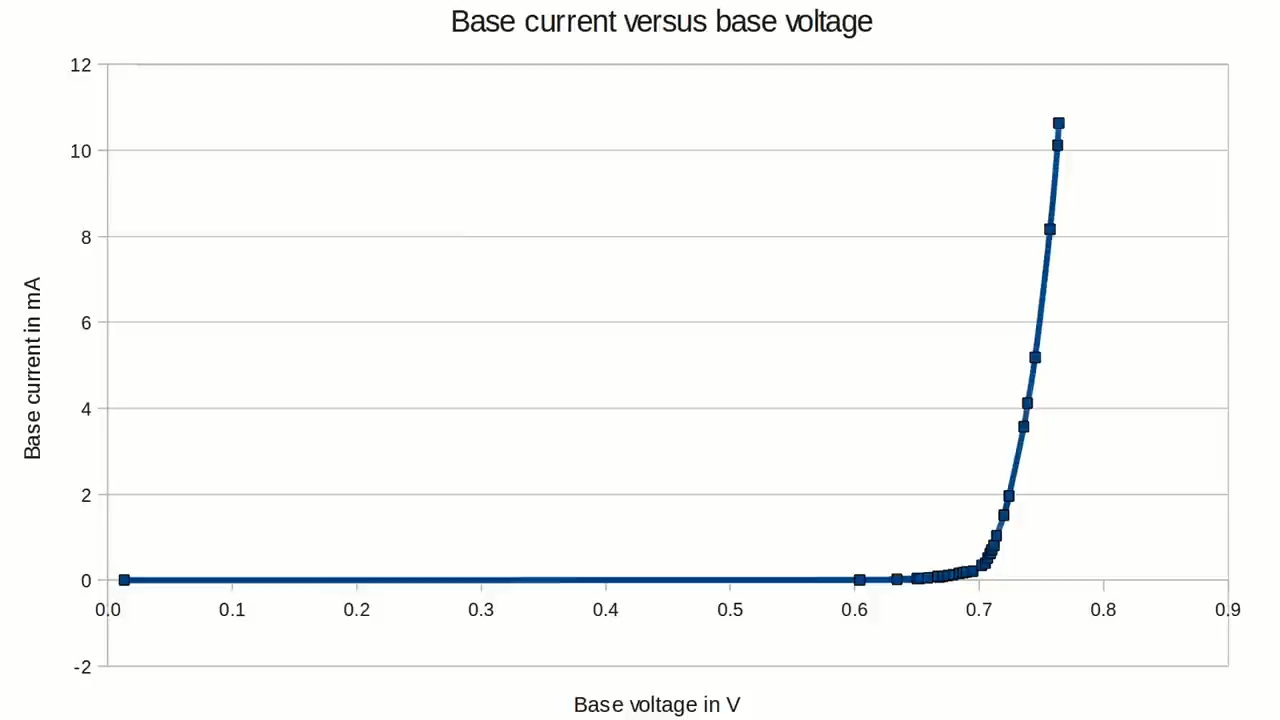 Base current versus base voltage
12
10
8
6
4
2
0
-2
Base current in mA
0.0 0.1 0.2 0.3 0.4 0.5 0.6 0.7 0.8 0.9
Base voltage in V